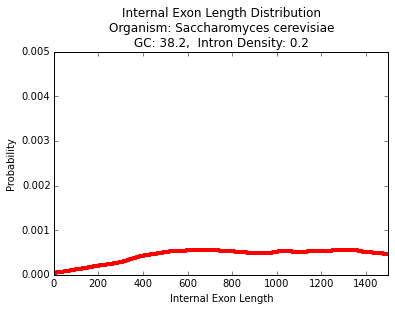 Internal Exon Length Distribution
Organism: Saccharomyces cerevisiae
GC: 38.2,  Intron Density: 0.2
0.005
0.004
0.003
0.002
0.001
0.000
Probability
0 200 400 600 800 1000 1200 1400
Internal Exon Length